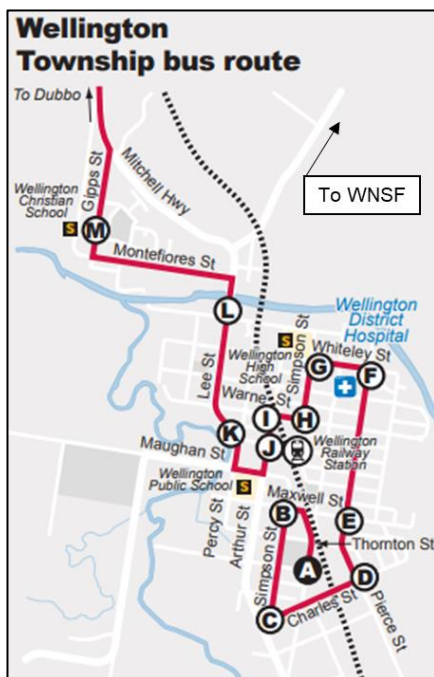 Wellington
Township bus route
To Dubbo
Mitchell Hwy
Gipps St
Wellington
Christian
School
S
M
To WNSF
Montefiores St
L
Wellington
District
Hospital
S
Simpson St
Whiteley St
Wellington
High
School
G
F
Lee St
Warne St
I
H
K
J
Maughan St
Wellington
Railway
Station
Wellington
Public School
S
Maxwell St
B
E
Percy St
Arthur St
Simpson St
Thornton St
A
D
Charles St
C
Pierce St